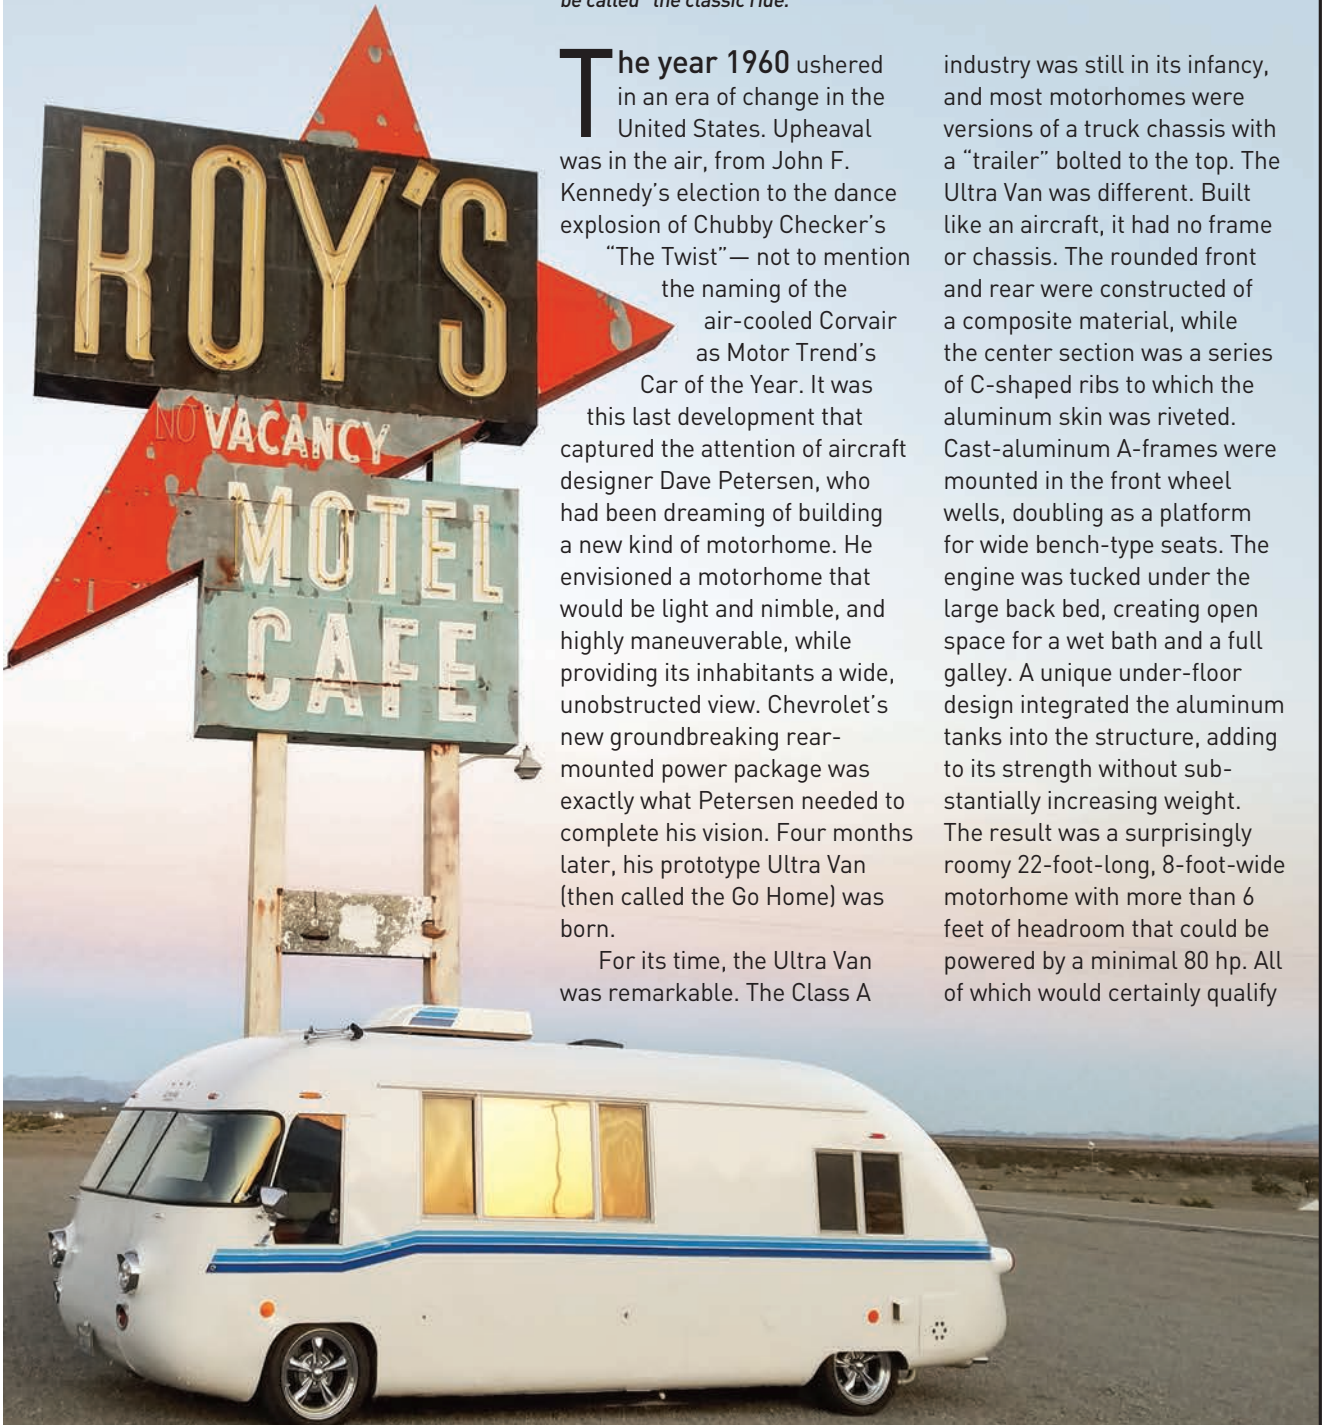 be called “the classic ride.”
The year 1960 ushered
in an era of change in the
United States. Upheaval
was in the air, from John F.
Kennedy’s election to the dance
explosion of Chubby Checker’s
“The Twist”— not to mention
the naming of the
air-cooled Corvair
as Motor Trend’s
Car of the Year. It was
this last development that
captured the attention of aircraft
designer Dave Petersen, who
had been dreaming of building
a new kind of motorhome. He
envisioned a motorhome that
would be light and nimble, and
highly maneuverable, while
providing its inhabitants a wide,
unobstructed view. Chevrolet’s
new groundbreaking rear-
mounted power package was
exactly what Petersen needed to
complete his vision. Four months
later, his prototype Ultra Van
(then called the Go Home) was
born.
For its time, the Ultra Van
was remarkable. The Class A
industry was still in its infancy,
and most motorhomes were
versions of a truck chassis with
a “trailer” bolted to the top. The
Ultra Van was different. Built
like an aircraft, it had no frame
or chassis. The rounded front
and rear were constructed of
a composite material, while
the center section was a series
of C-shaped ribs to which the
aluminum skin was riveted.
Cast-aluminum A-frames were
mounted in the front wheel
wells, doubling as a platform
for wide bench-type seats. The
engine was tucked under the
large back bed, creating open
space for a wet bath and a full
galley. A unique under-floor
design integrated the aluminum
tanks into the structure, adding
to its strength without sub-
stantially increasing weight.
The result was a surprisingly
roomy 22-foot-long, 8-foot-wide
motorhome with more than 6
feet of headroom that could be
powered by a minimal 80 hp. All
of which would certainly qualify
ROY'S
NO VACANCY
MOTEL
CAFE